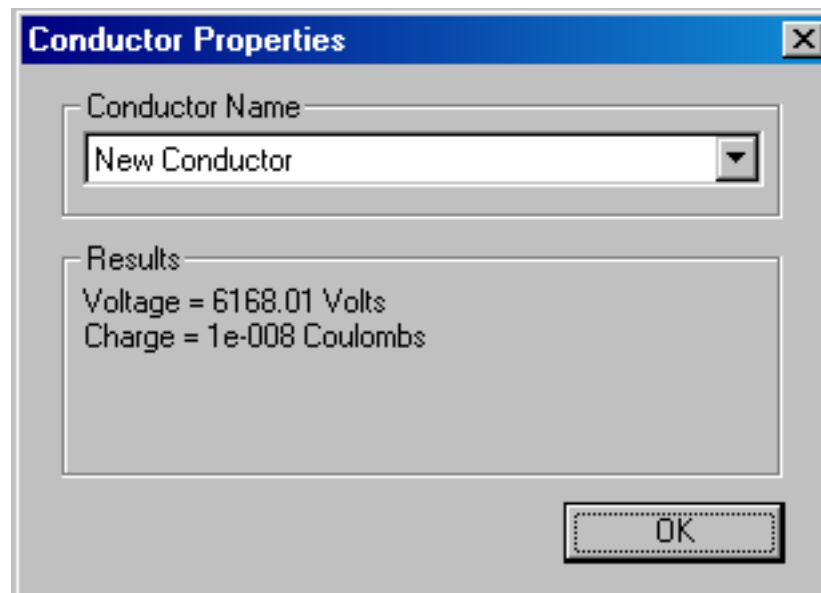 Conductor Properties
Conductor Name
New Conductor
Results
Voltage = 6168.01 Volts
Charge = 1e-008 Coulombs
OK